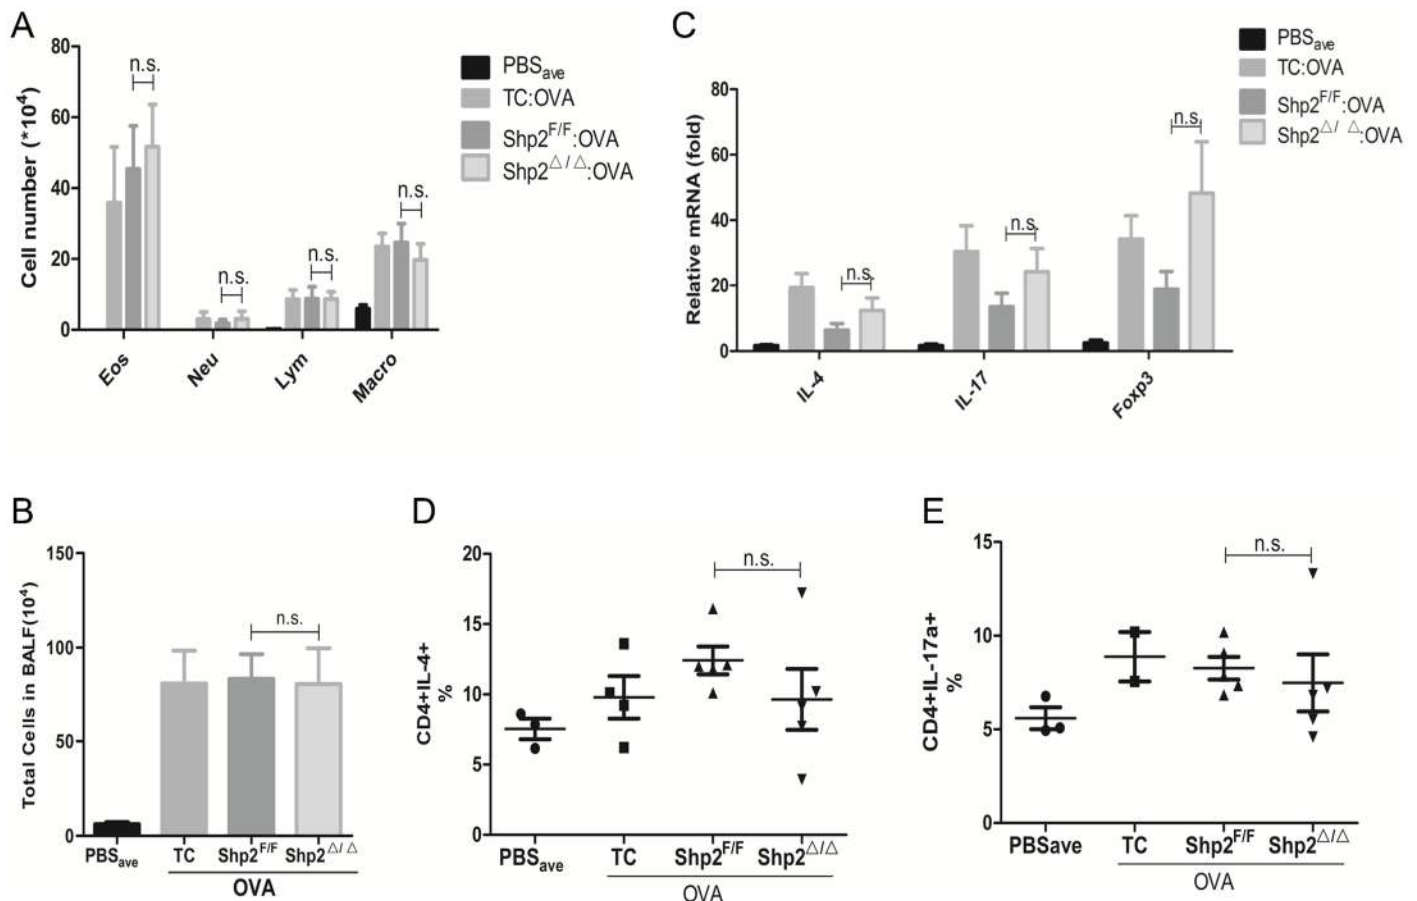 A
80
60
40
20
0
Cell number (*10⁴)
n.s.
n.s.
n.s.
n.s.
Eos
Neu
Lym
Macro
PBSave
TC:OVA
Shp2F/F:OVA
Shp2△/△:OVA
C
80
60
40
20
0
Relative mRNA (fold)
n.s.
n.s.
n.s
IL-4
IL-17
Foxp3
PBSave
TC:OVA
Shp2F/F:OVA
Shp2△/△:OVA
B
150
100
50
0
Total Cells in BALF(10⁴)
n.s.
PBSave
TC
Shp2F/F
Shp2△/△
OVA
D
20
15
10
5
0
CD4+IL-4+
%
n.s.
PBSave
TC
Shp2F/F
Shp2△/△
OVA
E
15
10
5
0
CD4+IL-17a+
%
n.s.
PBSave
TC
Shp2F/F
Shp2△/△
OVA